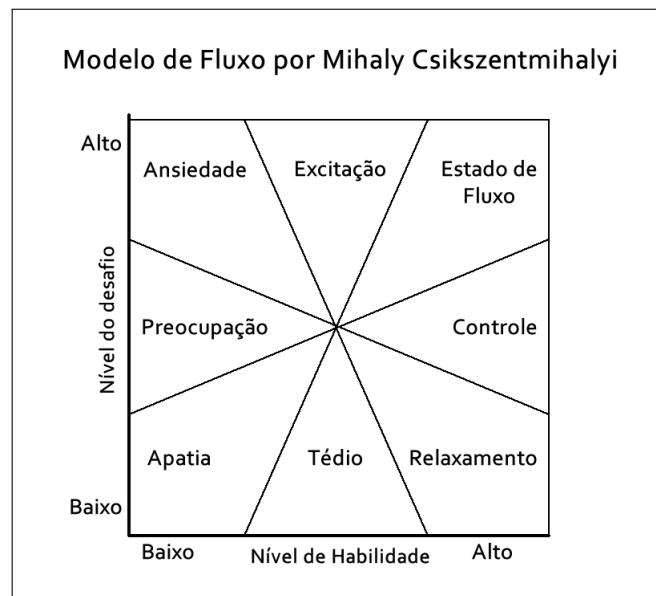 Modelo de Fluxo por Mihaly Csikszentmihalyi
Alto
Ansiedade
Excitação
Estado de
Fluxo
Nível do desafio
Preocupação
Controle
Apatia
Tédio
Relaxamento
Baixo
Baixo
Nível de Habilidade
Alto